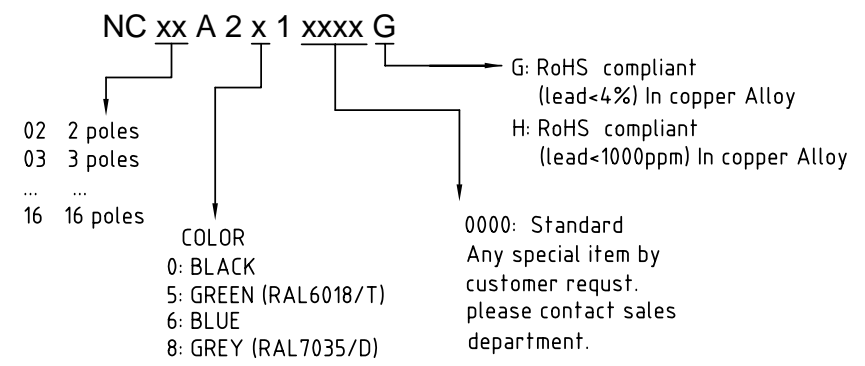 NC xx A 2 x 1 xxxx G
G: RoHS compliant
(lead<4%) In copper Alloy
H: RoHS compliant
(lead<1000ppm) In copper Alloy
02 2 poles
03 3 poles
... ...
16 16 poles
COLOR
0: BLACK
5: GREEN (RAL6018/T)
6: BLUE
8: GREY (RAL7035/D)
0000: Standard
Any special item by
customer requst.
please contact sales
department.